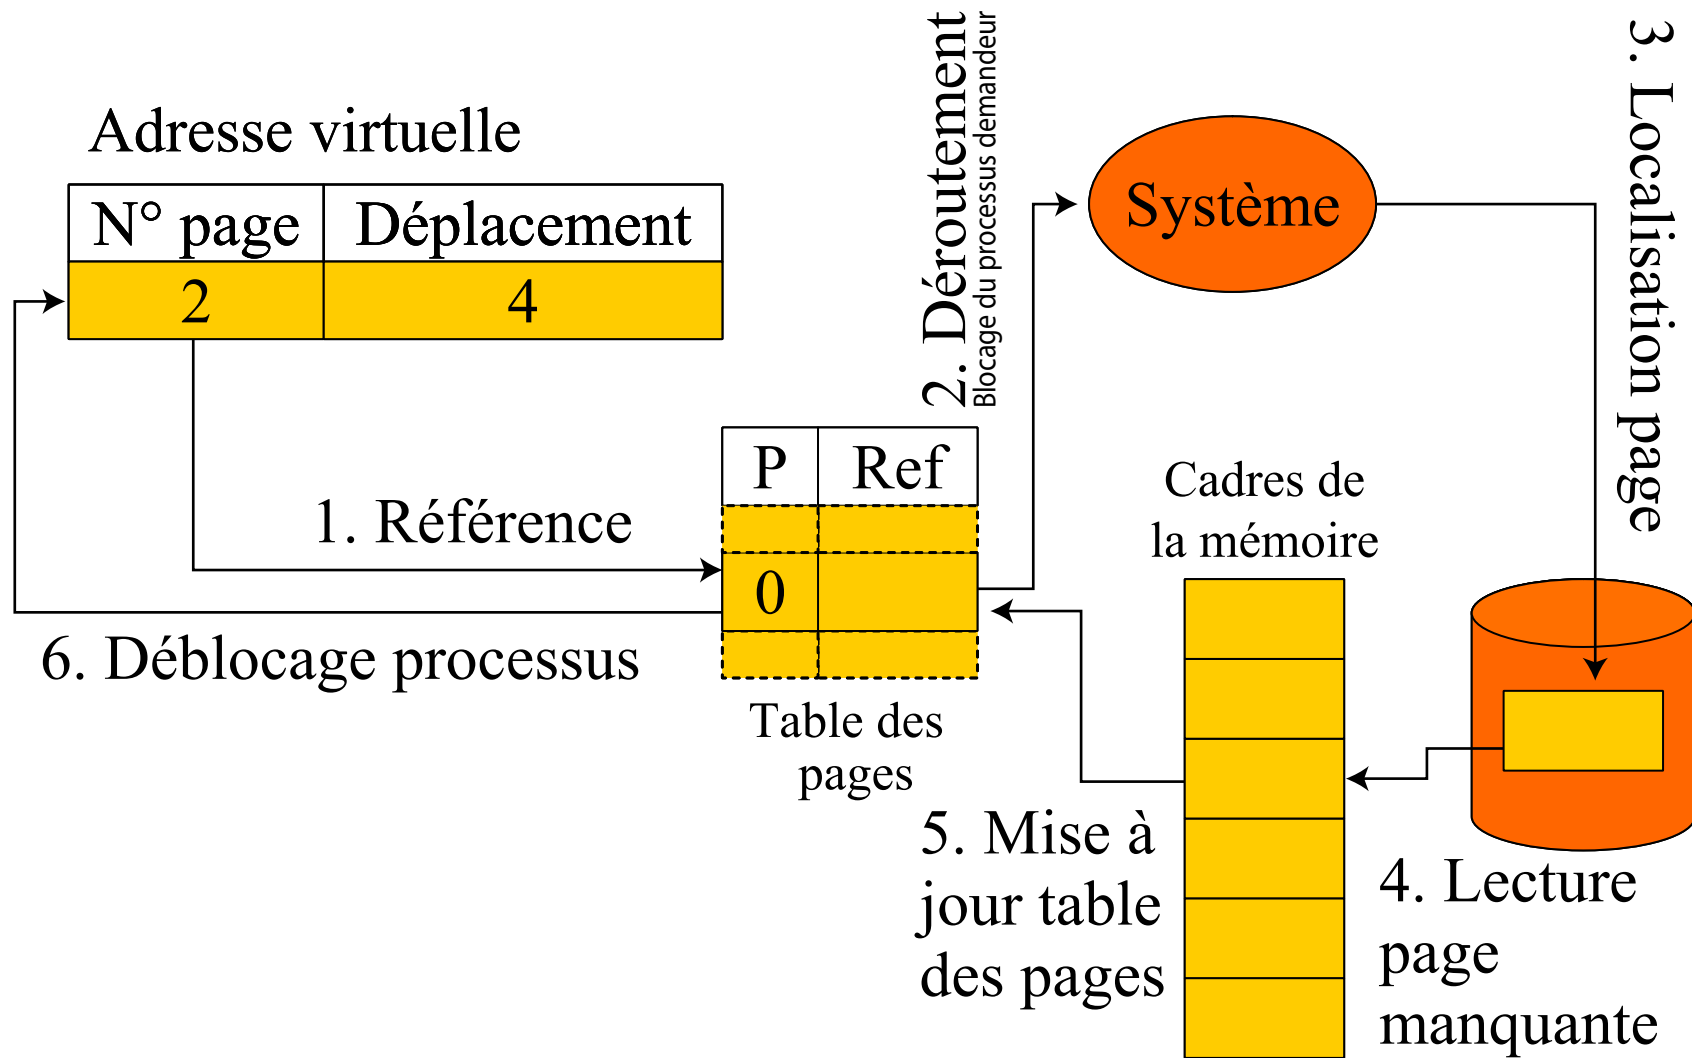 Adresse virtuelle
N° page
Déplacement
2
4
1. Référence
6. Déblocage processus
P
Ref
0
Table des
pages
2. Déroutement
Blocage du processus demandeur
Système
3. Localisation page
Cadres de
la mémoire
4. Lecture
page
manquante
5. Mise à
jour table
des pages